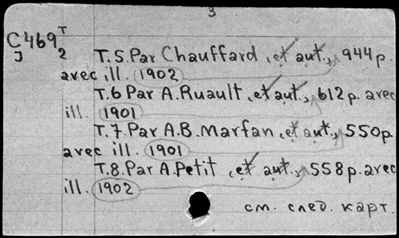 3
C469 T
J 2
T.5. Par Chauffard, et aut., 944 p.
avec ill. 1902
T.6 Par A. Ruault, et aut., 612 p. avec
ill. 1901
T.7. Par A.B. Marfan, et aut., 550 p.
avec ill. 1901
T.8. Par A. Petit, et aut., 558 p. avec
ill. 1902
см. след. карт.